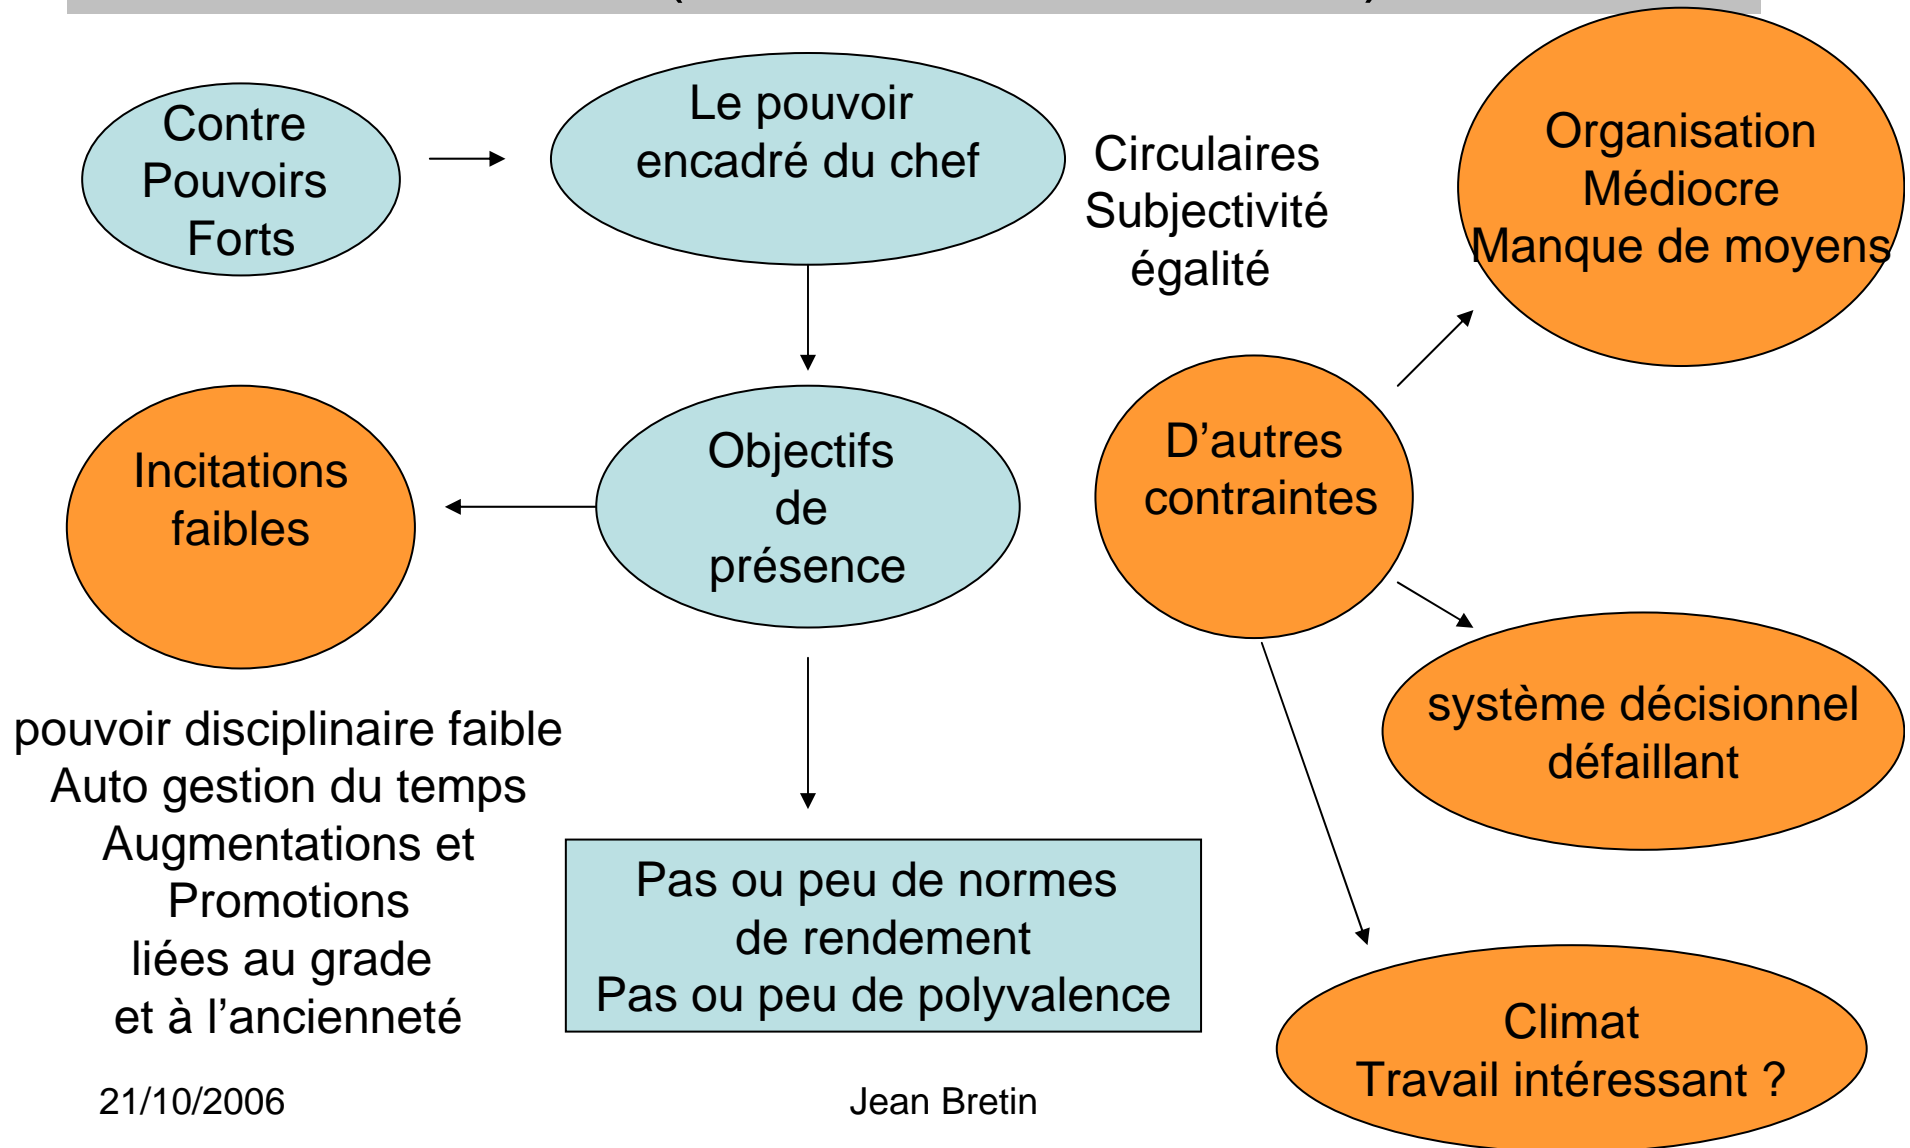 Contre
Pouvoirs
Forts
Le pouvoir
encadré du chef
Circulaires
Subjectivité
égalité
Organisation
Médiocre
Manque de moyens
Incitations
faibles
Objectifs
de
présence
D'autres
contraintes
pouvoir disciplinaire faible
Auto gestion du temps
Augmentations et
Promotions
liées au grade
et à l'ancienneté
Pas ou peu de normes
de rendement
Pas ou peu de polyvalence
système décisionnel
défaillant
Climat
Travail intéressant ?
21/10/2006
Jean Bretin